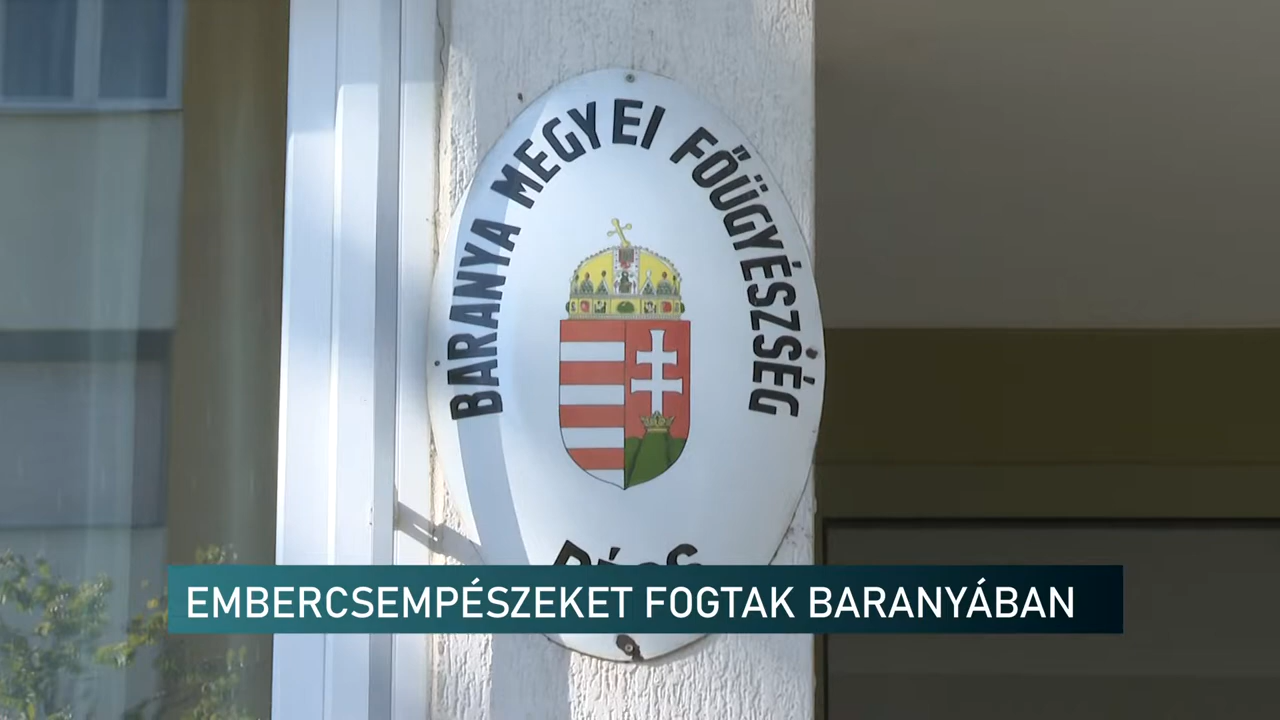 BARANYA MEGYEI FŐÜGYÉSZSÉG
EMBERCSEMPÉSZEKET FOGTAK BARANYÁBAN